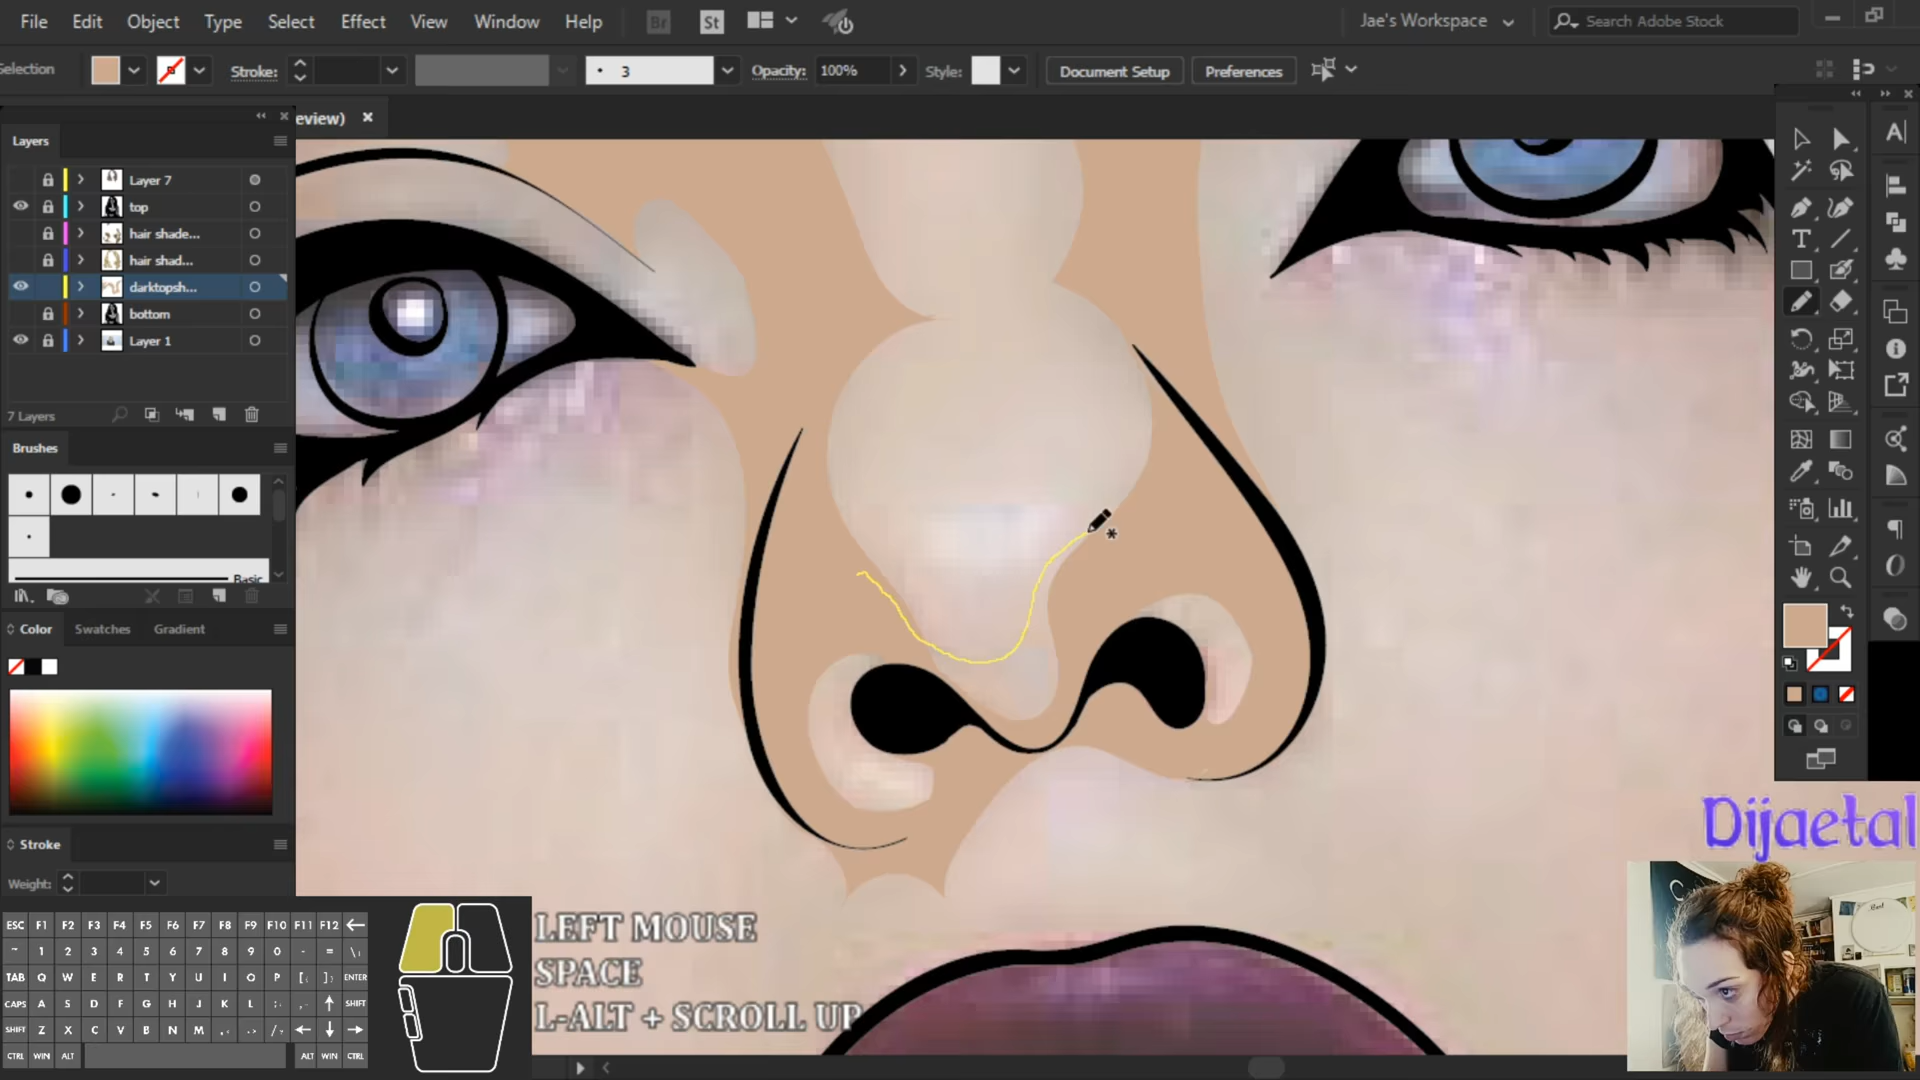 File Edit Object Type Select Effect View Window Help Br St Jae's Workspace Search Adobe Stock
election Stroke: 3 Opacity: 100% Style: Document Setup Preferences
eview) ×
Layers
Layer 7
top
hair shade...
hair shad...
darktopsh...
bottom
Layer 1
7 Layers
Brushes
Basic
Color Swatches Gradient
Stroke
Weight:
Dijaetal
LEFT MOUSE
SPACE
L-ALT + SCROLL UP
ESC F1 F2 F3 F4 F5 F6 F7 F8 F9 F10 F11 F12
~ 1 2 3 4 5 6 7 8 9 0 - = \
TAB Q W E R T Y U I O P [ ] ENTER
CAPS A S D F G H J K L ; , SHIFT
SHIFT Z X C V B N M , . /
CTRL WIN ALT ALT WIN CTRL